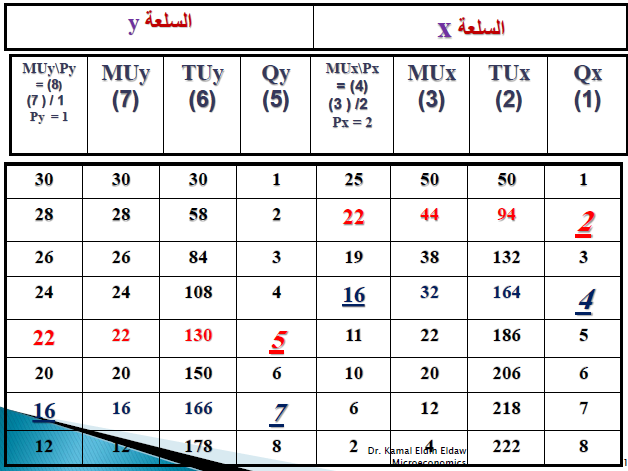 السلعة x السلعة y
Qx TUx MUx MUx\Px Qy TUy MUy MUy\Py
(1) (2) (3) = (4) (5) (6) (7) = (8)
(3 ) /2 (7 ) / 1
Px = 2 Py = 1
1 50 50 25 1 30 30 30
2 94 44 22 2 58 28 28
3 132 38 19 3 84 26 26
4 164 32 16 4 108 24 24
5 186 22 11 5 130 22 22
6 206 20 10 6 150 20 20
7 218 12 6 7 166 16 16
8 222 4 2 8 178 12 12
Dr. Kamal Eldin Eldaw
Microeconomics
1